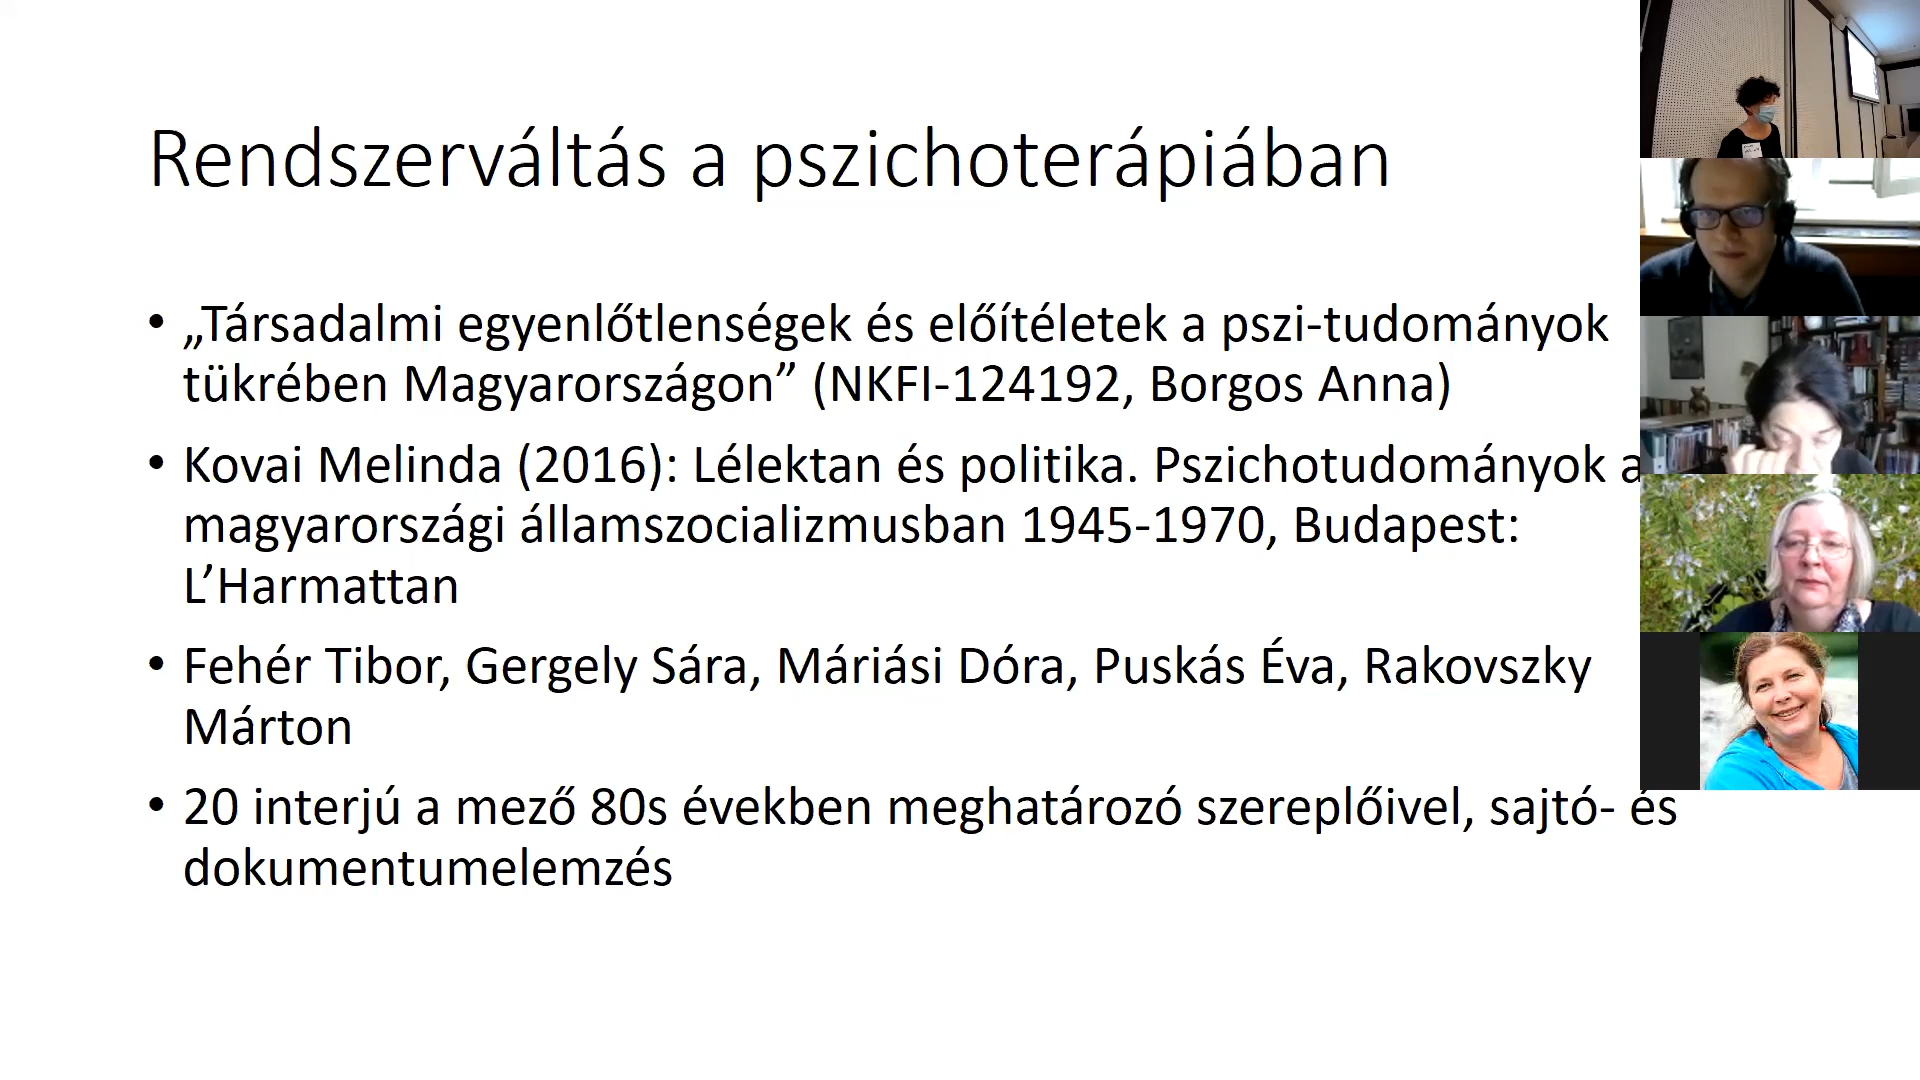 Rendszerváltás a pszichoterápiában
• „Társadalmi egyenlőtlenségek és előítéletek a pszi-tudományok
tükrében Magyarországon” (NKFI-124192, Borgos Anna)
• Kovai Melinda (2016): Lélektan és politika. Pszichotudományok a
magyarországi államszocializmusban 1945-1970, Budapest:
L’Harmattan
• Fehér Tibor, Gergely Sára, Máriási Dóra, Puskás Éva, Rakovszky
Márton
• 20 interjú a mező 80s években meghatározó szereplőivel, sajtó- és
dokumentumelemzés